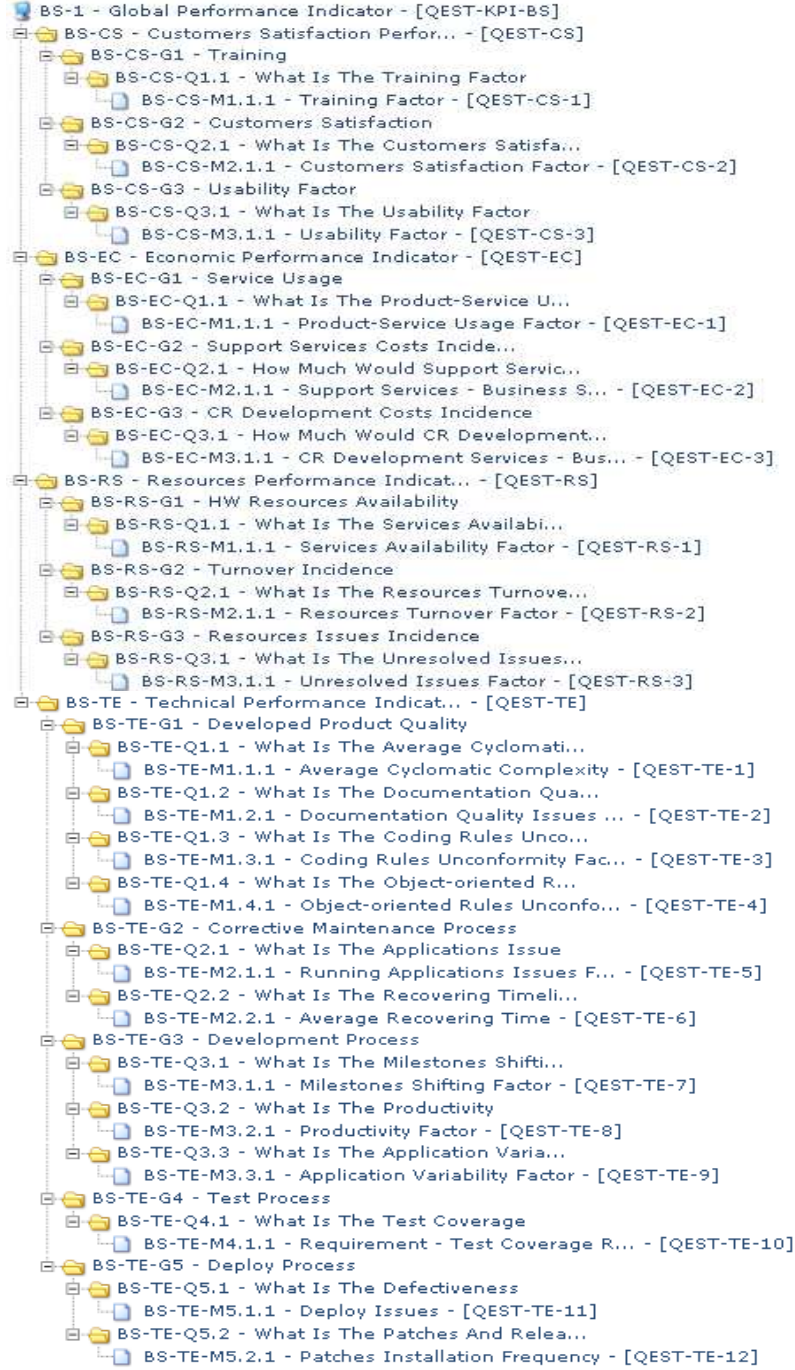 BS-1 - Global Performance Indicator - [QEST-KPI-BS]
BS-CS - Customers Satisfaction Perfor... - [QEST-CS]
BS-CS-G1 - Training
BS-CS-Q1.1 - What Is The Training Factor
BS-CS-M1.1.1 - Training Factor - [QEST-CS-1]
BS-CS-G2 - Customers Satisfaction
BS-CS-Q2.1 - What Is The Customers Satisfa...
BS-CS-M2.1.1 - Customers Satisfaction Factor - [QEST-CS-2]
BS-CS-G3 - Usability Factor
BS-CS-Q3.1 - What Is The Usability Factor
BS-CS-M3.1.1 - Usability Factor - [QEST-CS-3]
BS-EC - Economic Performance Indicator - [QEST-EC]
BS-EC-G1 - Service Usage
BS-EC-Q1.1 - What Is The Product-Service U...
BS-EC-M1.1.1 - Product-Service Usage Factor - [QEST-EC-1]
BS-EC-G2 - Support Services Costs Incide...
BS-EC-Q2.1 - How Much Would Support Servic...
BS-EC-M2.1.1 - Support Services - Business S... - [QEST-EC-2]
BS-EC-G3 - CR Development Costs Incidence
BS-EC-Q3.1 - How Much Would CR Development...
BS-EC-M3.1.1 - CR Development Services - Bus... - [QEST-EC-3]
BS-RS - Resources Performance Indicat... - [QEST-RS]
BS-RS-G1 - HW Resources Availability
BS-RS-Q1.1 - What Is The Services Availabi...
BS-RS-M1.1.1 - Services Availability Factor - [QEST-RS-1]
BS-RS-G2 - Turnover Incidence
BS-RS-Q2.1 - What Is The Resources Turnove...
BS-RS-M2.1.1 - Resources Turnover Factor - [QEST-RS-2]
BS-RS-G3 - Resources Issues Incidence
BS-RS-Q3.1 - What Is The Unresolved Issues...
BS-RS-M3.1.1 - Unresolved Issues Factor - [QEST-RS-3]
BS-TE - Technical Performance Indicat... - [QEST-TE]
BS-TE-G1 - Developed Product Quality
BS-TE-Q1.1 - What Is The Average Cyclomati...
BS-TE-M1.1.1 - Average Cyclomatic Complexity - [QEST-TE-1]
BS-TE-Q1.2 - What Is The Documentation Qua...
BS-TE-M1.2.1 - Documentation Quality Issues ... - [QEST-TE-2]
BS-TE-Q1.3 - What Is The Coding Rules Unco...
BS-TE-M1.3.1 - Coding Rules Unconformity Fac... - [QEST-TE-3]
BS-TE-Q1.4 - What Is The Object-oriented R...
BS-TE-M1.4.1 - Object-oriented Rules Unconfo... - [QEST-TE-4]
BS-TE-G2 - Corrective Maintenance Process
BS-TE-Q2.1 - What Is The Applications Issue
BS-TE-M2.1.1 - Running Applications Issues F... - [QEST-TE-5]
BS-TE-Q2.2 - What Is The Recovering Timeli...
BS-TE-M2.2.1 - Average Recovering Time - [QEST-TE-6]
BS-TE-G3 - Development Process
BS-TE-Q3.1 - What Is The Milestones Shifti...
BS-TE-M3.1.1 - Milestones Shifting Factor - [QEST-TE-7]
BS-TE-Q3.2 - What Is The Productivity
BS-TE-M3.2.1 - Productivity Factor - [QEST-TE-8]
BS-TE-Q3.3 - What Is The Application Varia...
BS-TE-M3.3.1 - Application Variability Factor - [QEST-TE-9]
BS-TE-G4 - Test Process
BS-TE-Q4.1 - What Is The Test Coverage
BS-TE-M4.1.1 - Requirement - Test Coverage R... - [QEST-TE-10]
BS-TE-G5 - Deploy Process
BS-TE-Q5.1 - What Is The Defectiveness
BS-TE-M5.1.1 - Deploy Issues - [QEST-TE-11]
BS-TE-Q5.2 - What Is The Patches And Relea...
BS-TE-M5.2.1 - Patches Installation Frequency - [QEST-TE-12]